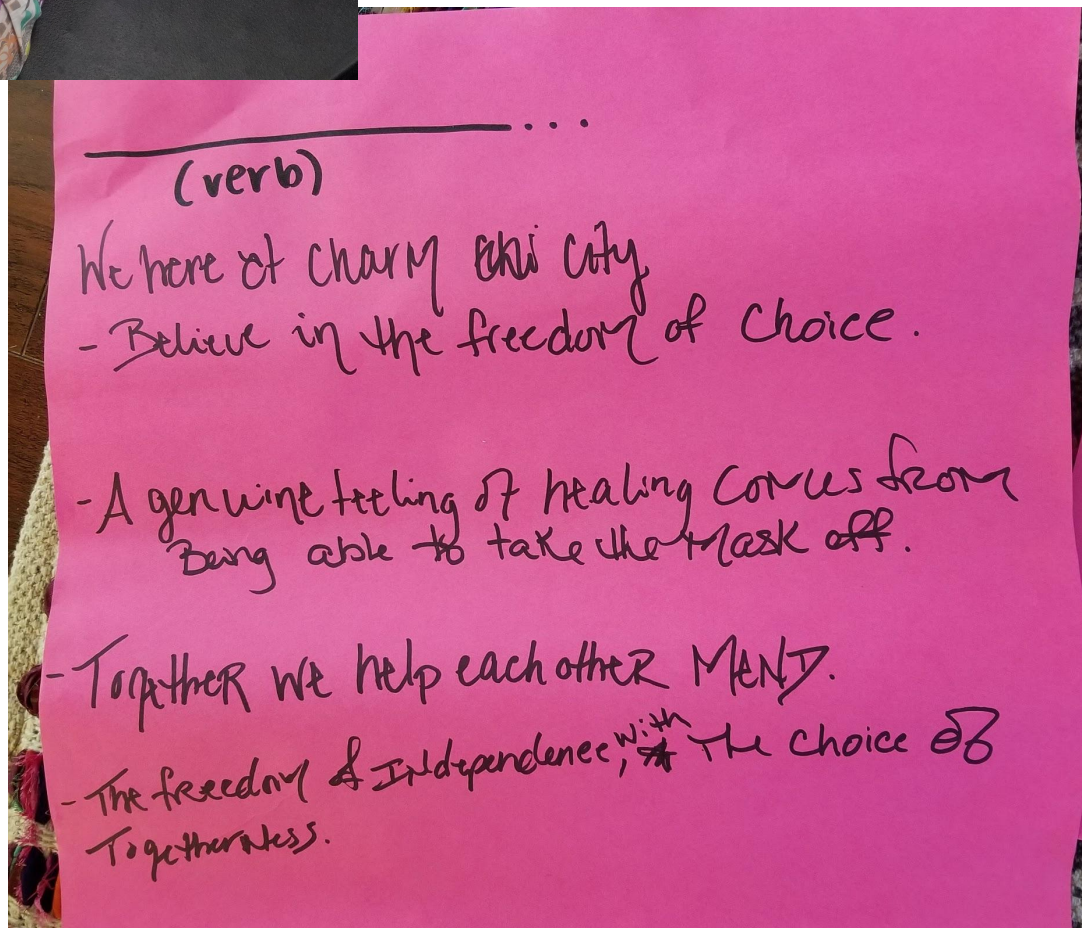 ...
(verb)
We here at Charm City
- Believe in the freedom of Choice.
- A genuine feeling of healing comes from
Being able to take the Mask off.
- Together we help each other MEND.
- The freedom of Independence, with The choice of
Togetherness.